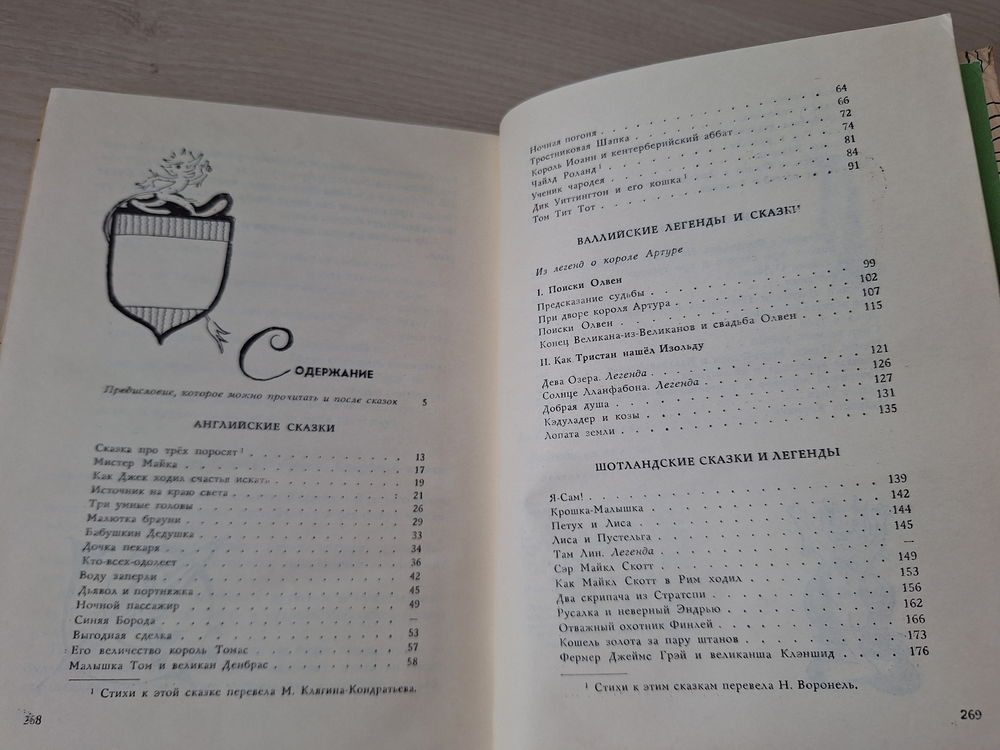 СОДЕРЖАНИЕ
Предисловие, которое можно прочитать и после сказок 5
АНГЛИЙСКИЕ СКАЗКИ
Сказка про трёх поросят ¹ . . . . . . . . . 13
Мистер Майка . . . . . . . . . 17
Как Джек ходил счастья искать . . . . . . . . . 19
Источник на краю света . . . . . . . . . 21
Три умные головы . . . . . . . . . 26
Малютка брауни . . . . . . . . . 29
Бабушкин Дедушка . . . . . . . . . 33
Дочка пекаря . . . . . . . . . 34
Кто-всех-одолеет . . . . . . . . . 36
Воду заперли . . . . . . . . . 42
Дьявол и портняжка . . . . . . . . . 45
Ночной пассажир . . . . . . . . . 49
Синяя Борода . . . . . . . . . —
Выгодная сделка . . . . . . . . . 53
Его величество король Томас . . . . . . . . . 57
Малышка Том и великан Денбрас . . . . . . . . . 58
¹ Стихи к этой сказке перевела М. Клягина-Кондратьева.
268
Ночная погоня . . . . . . . . . 64
Тростниковая Шапка . . . . . . . . . 66
Король Иоанн и кентерберийский аббат . . . . . . . . . 72
Чайлд Роланд ¹ . . . . . . . . . 74
Ученик чародея . . . . . . . . . 81
Дик Уиттингтон и его кошка ¹ . . . . . . . . . 84
Том Тит Тот . . . . . . . . . 91
ВАЛЛИЙСКИЕ ЛЕГЕНДЫ И СКАЗКИ
Из легенд о короле Артуре
I. Поиски Олвен
Предсказание судьбы . . . . . . . . . 99
При дворе короля Артура . . . . . . . . . 102
Поиски Олвен . . . . . . . . . 107
Конец Великана-из-Великанов и свадьба Олвен . . . . 115
II. Как Тристан нашёл Изольду
Дева Озера. Легенда . . . . . . . . . 121
Солнце Лланфабона. Легенда . . . . . . . . . 126
Добрая душа . . . . . . . . . 127
Кэдуладер и козы . . . . . . . . . 131
Лопата земли . . . . . . . . . 135
ШОТЛАНДСКИЕ СКАЗКИ И ЛЕГЕНДЫ
Я-Сам! . . . . . . . . . 139
Крошка-Малышка . . . . . . . . . 142
Петух и Лиса . . . . . . . . . 144
Лиса и Пустельга . . . . . . . . . 145
Там Лин. Легенда . . . . . . . . . —
Сэр Майкл Скотт . . . . . . . . . 149
Как Майкл Скотт в Рим ходил . . . . . . . . . 153
Два скрипача из Стратспи . . . . . . . . . 156
Русалка и неверный Эндрью . . . . . . . . . 162
Отважный охотник Финлей . . . . . . . . . 166
Кошель золота за пару штанов . . . . . . . . . 173
Фермер Джеймс Грэй и великанша Клэншид . . . . 176
¹ Стихи к этим сказкам перевела Н. Воронель.
269